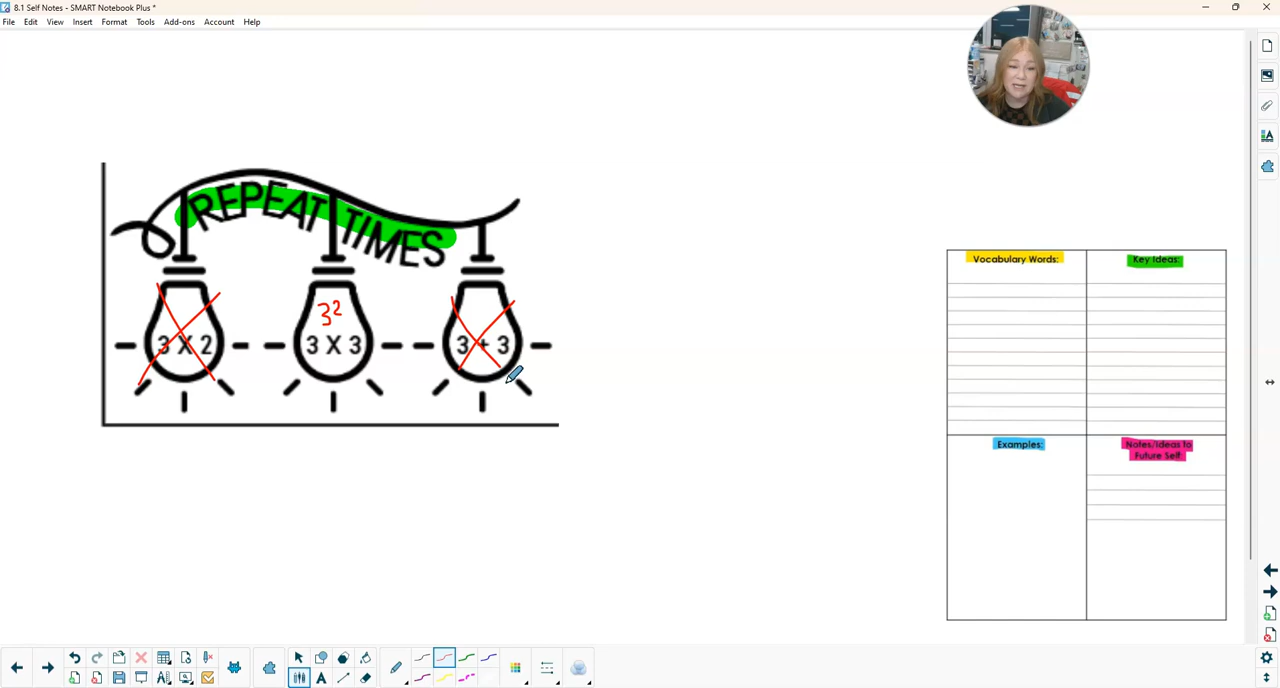 8.1 Self Notes - SMART Notebook Plus *
File Edit View Insert Format Tools Add-ons Account Help
REPEAT TIMES
3²
3 X 2
3 X 3
3 + 3
Vocabulary Words:
Key Ideas:
Examples:
Notes/Ideas to
Future Self: